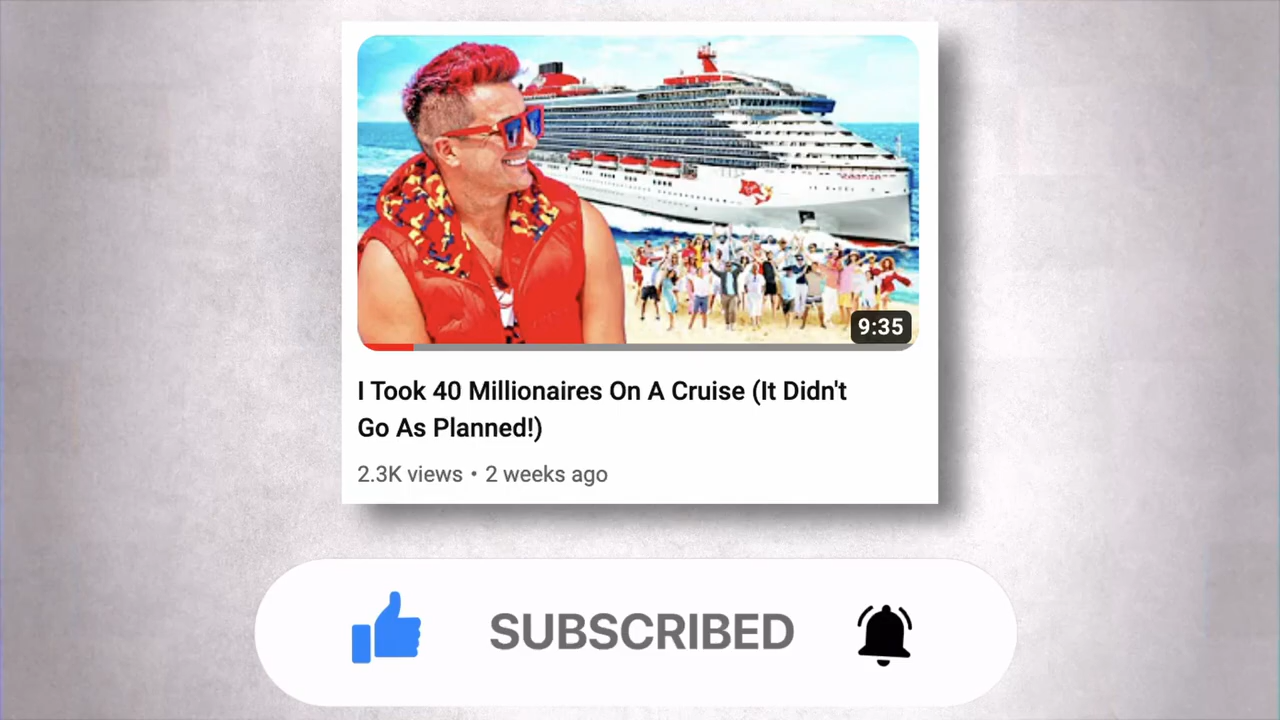 9:35
I Took 40 Millionaires On A Cruise (It Didn't
Go As Planned!)
2.3K views • 2 weeks ago
SUBSCRIBED